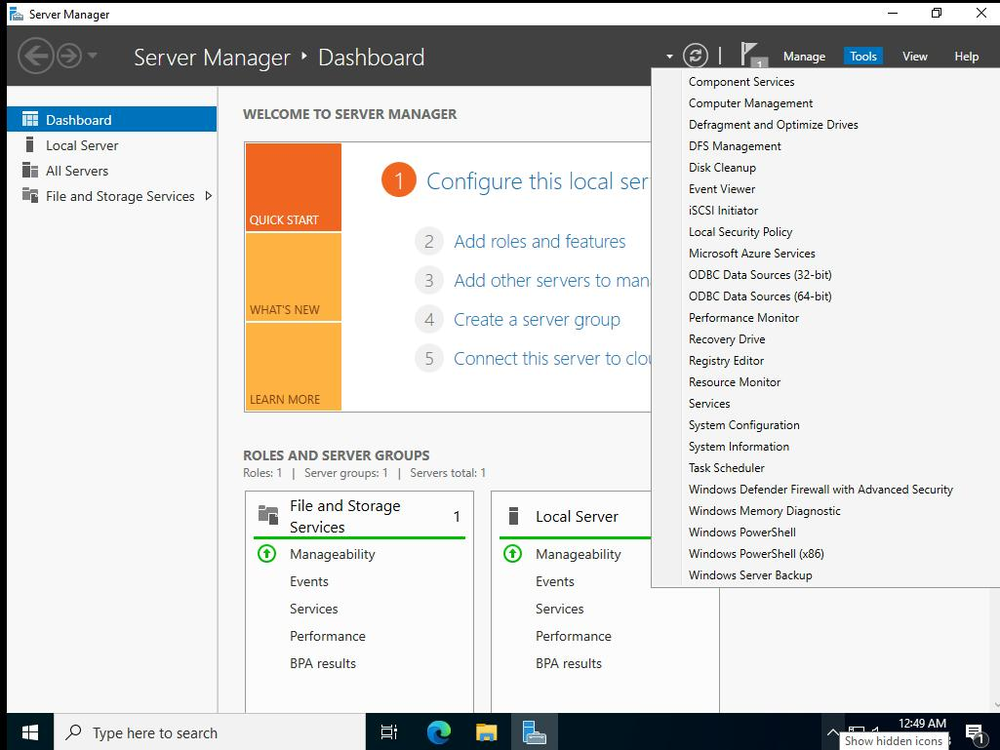 Server Manager
Server Manager • Dashboard
1
Manage
Tools
View
Help
Dashboard
Local Server
All Servers
File and Storage Services
WELCOME TO SERVER MANAGER
QUICK START
WHAT'S NEW
LEARN MORE
1 Configure this local ser
2 Add roles and features
3 Add other servers to man
4 Create a server group
5 Connect this server to clou
ROLES AND SERVER GROUPS
Roles: 1 | Server groups: 1 | Servers total: 1
File and Storage
Services
1
Manageability
Events
Services
Performance
BPA results
Local Server
Manageability
Events
Services
Performance
BPA results
Component Services
Computer Management
Defragment and Optimize Drives
DFS Management
Disk Cleanup
Event Viewer
iSCSI Initiator
Local Security Policy
Microsoft Azure Services
ODBC Data Sources (32-bit)
ODBC Data Sources (64-bit)
Performance Monitor
Recovery Drive
Registry Editor
Resource Monitor
Services
System Configuration
System Information
Task Scheduler
Windows Defender Firewall with Advanced Security
Windows Memory Diagnostic
Windows PowerShell
Windows PowerShell (x86)
Windows Server Backup
Type here to search
12:49 AM
Show hidden icons
1